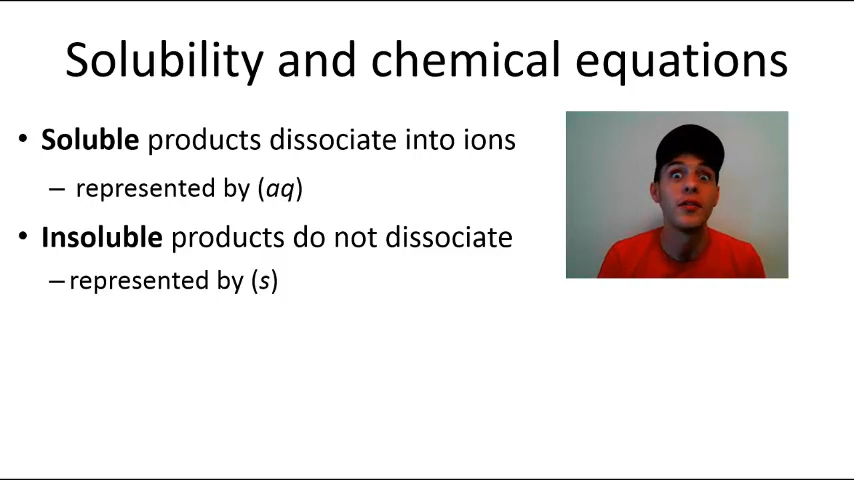 Solubility and chemical equations
• Soluble products dissociate into ions
– represented by (aq)
• Insoluble products do not dissociate
– represented by (s)